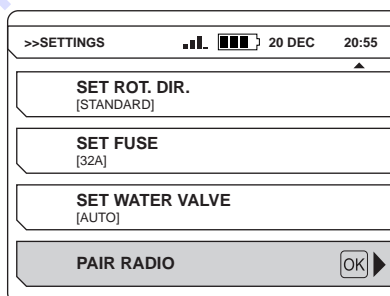 >>SETTINGS 20 DEC 20:55
SET ROT. DIR.
[STANDARD]
SET FUSE
[32A]
SET WATER VALVE
[AUTO]
PAIR RADIO OK